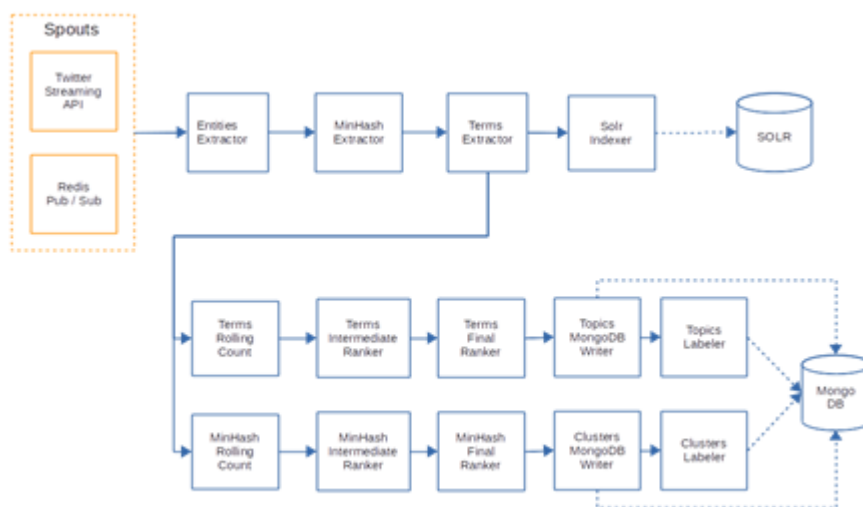 Spouts
Twitter
Streaming
API
Redis
Pub / Sub
Entities
Extractor
MinHash
Extractor
Terms
Extractor
Solr
Indexer
SOLR
Terms
Rolling
Count
Terms
Intermediate
Ranker
Terms
Final
Ranker
Topics
MongoDB
Writer
Topics
Labeler
Mongo
DB
MinHash
Rolling
Count
MinHash
Intermediate
Ranker
MinHash
Final
Ranker
Clusters
MongoDB
Writer
Clusters
Labeler